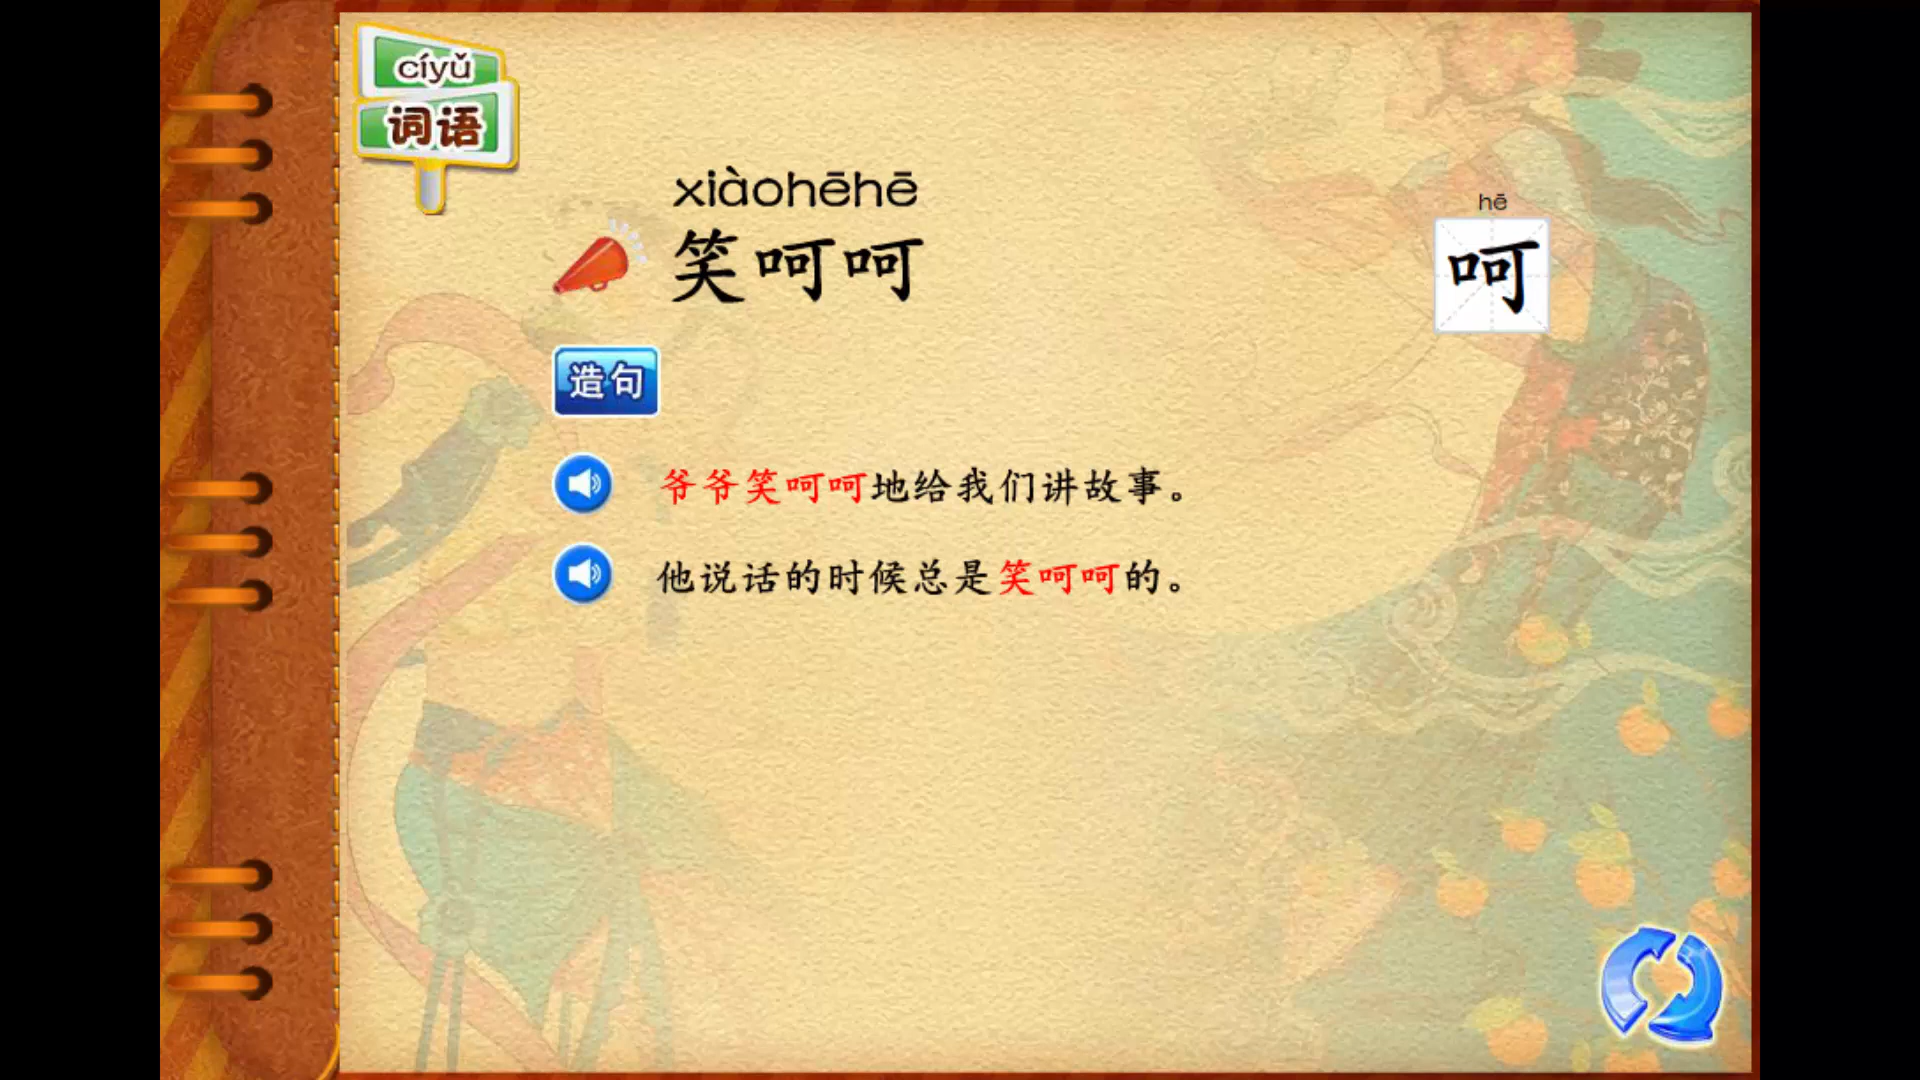 cíyǔ
词语
xiàohēhē
笑呵呵
hē
呵
造句
爷爷笑呵呵地给我们讲故事。
他说话的时候总是笑呵呵的。